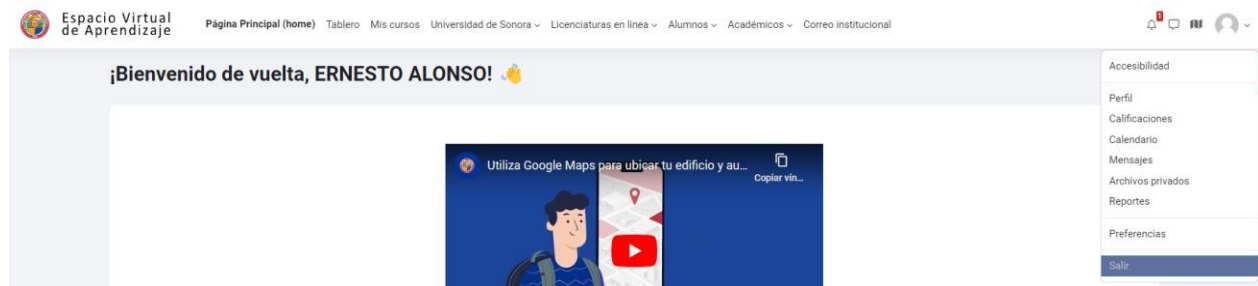 Espacio Virtual
de Aprendizaje
Página Principal (home) Tablero Mis cursos Universidad de Sonora Licenciaturas en línea Alumnos Académicos Correo institucional
1
¡Bienvenido de vuelta, ERNESTO ALONSO! 👋
Utiliza Google Maps para ubicar tu edificio y au...
Copiar vín...
Accesibilidad
Perfil
Calificaciones
Calendario
Mensajes
Archivos privados
Reportes
Preferencias
Salir